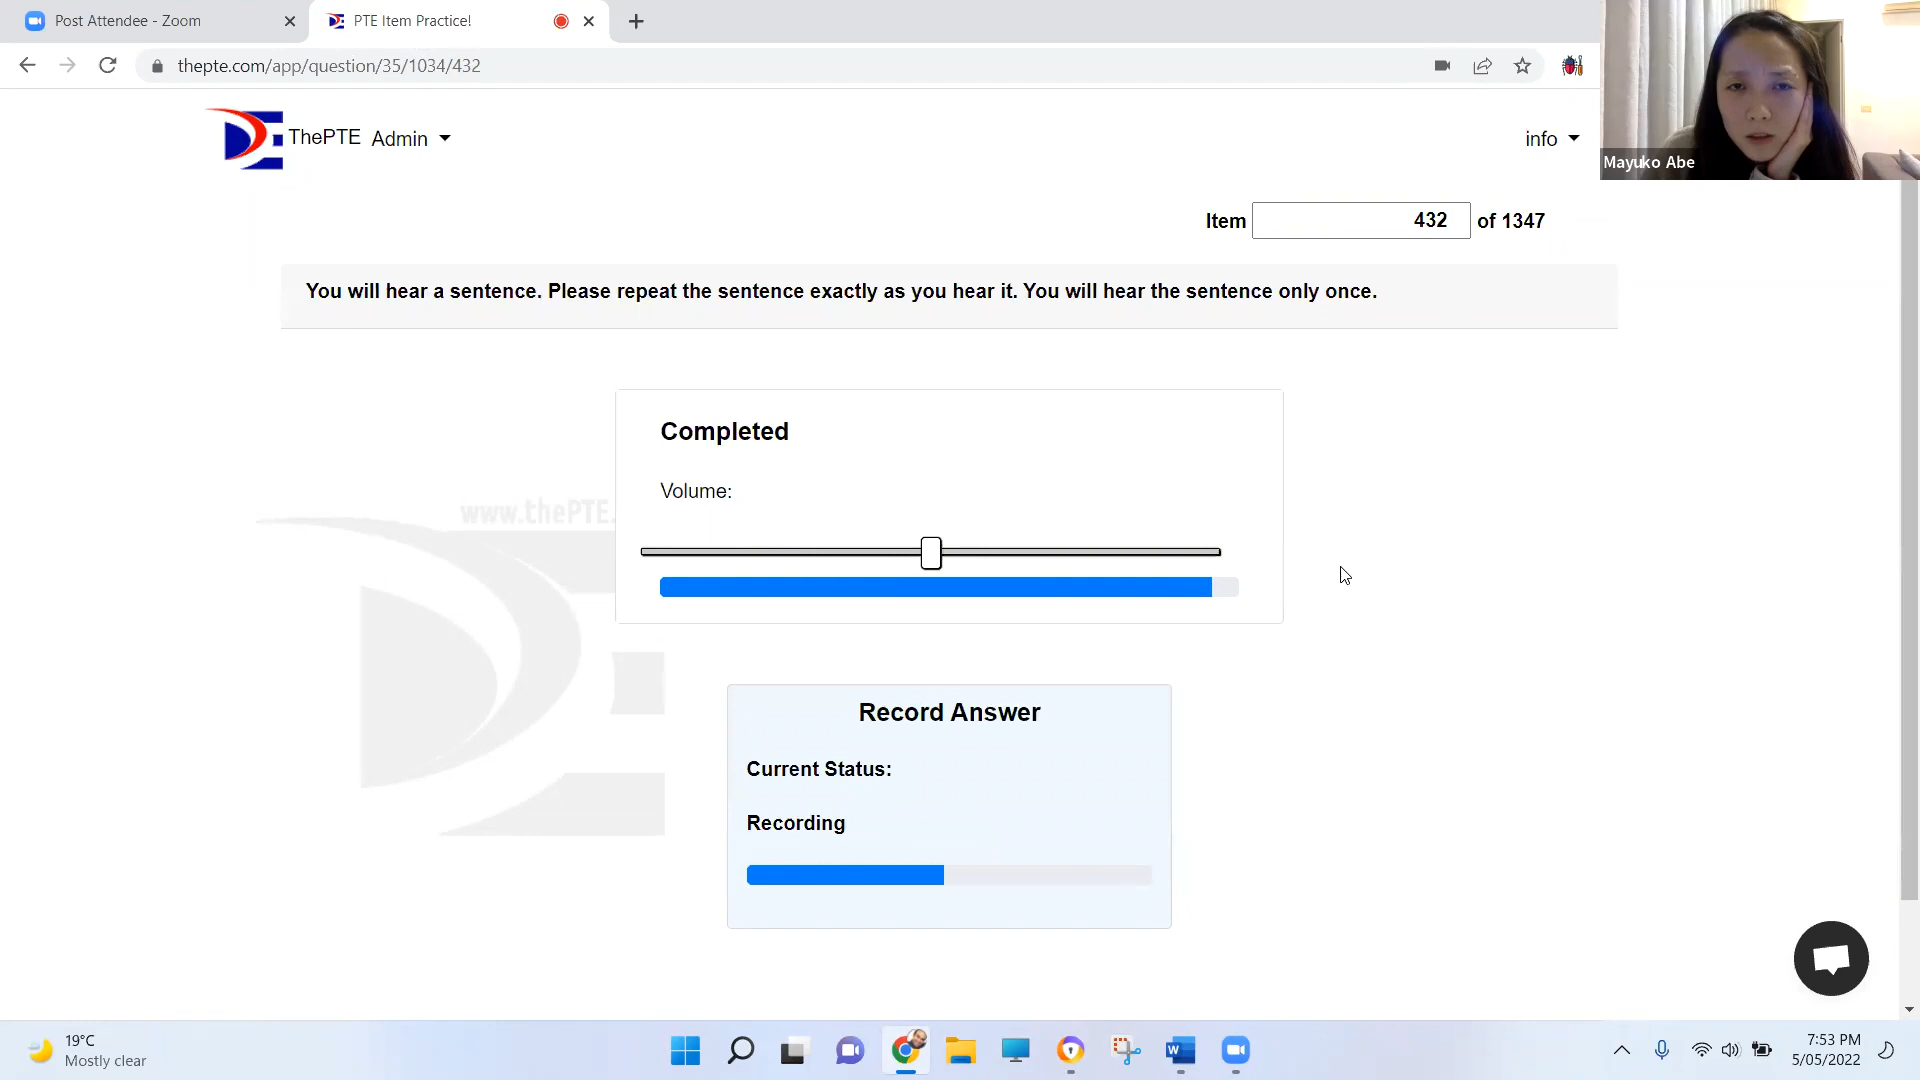 Post Attendee - Zoom
PTE Item Practice!
thepte.com/app/question/35/1034/432
ThePTE Admin
info
Mayuko Abe
Item 432 of 1347
You will hear a sentence. Please repeat the sentence exactly as you hear it. You will hear the sentence only once.
Completed
Volume:
www.thePTE.
Record Answer
Current Status:
Recording
19°C
Mostly clear
W
7:53 PM
5/05/2022